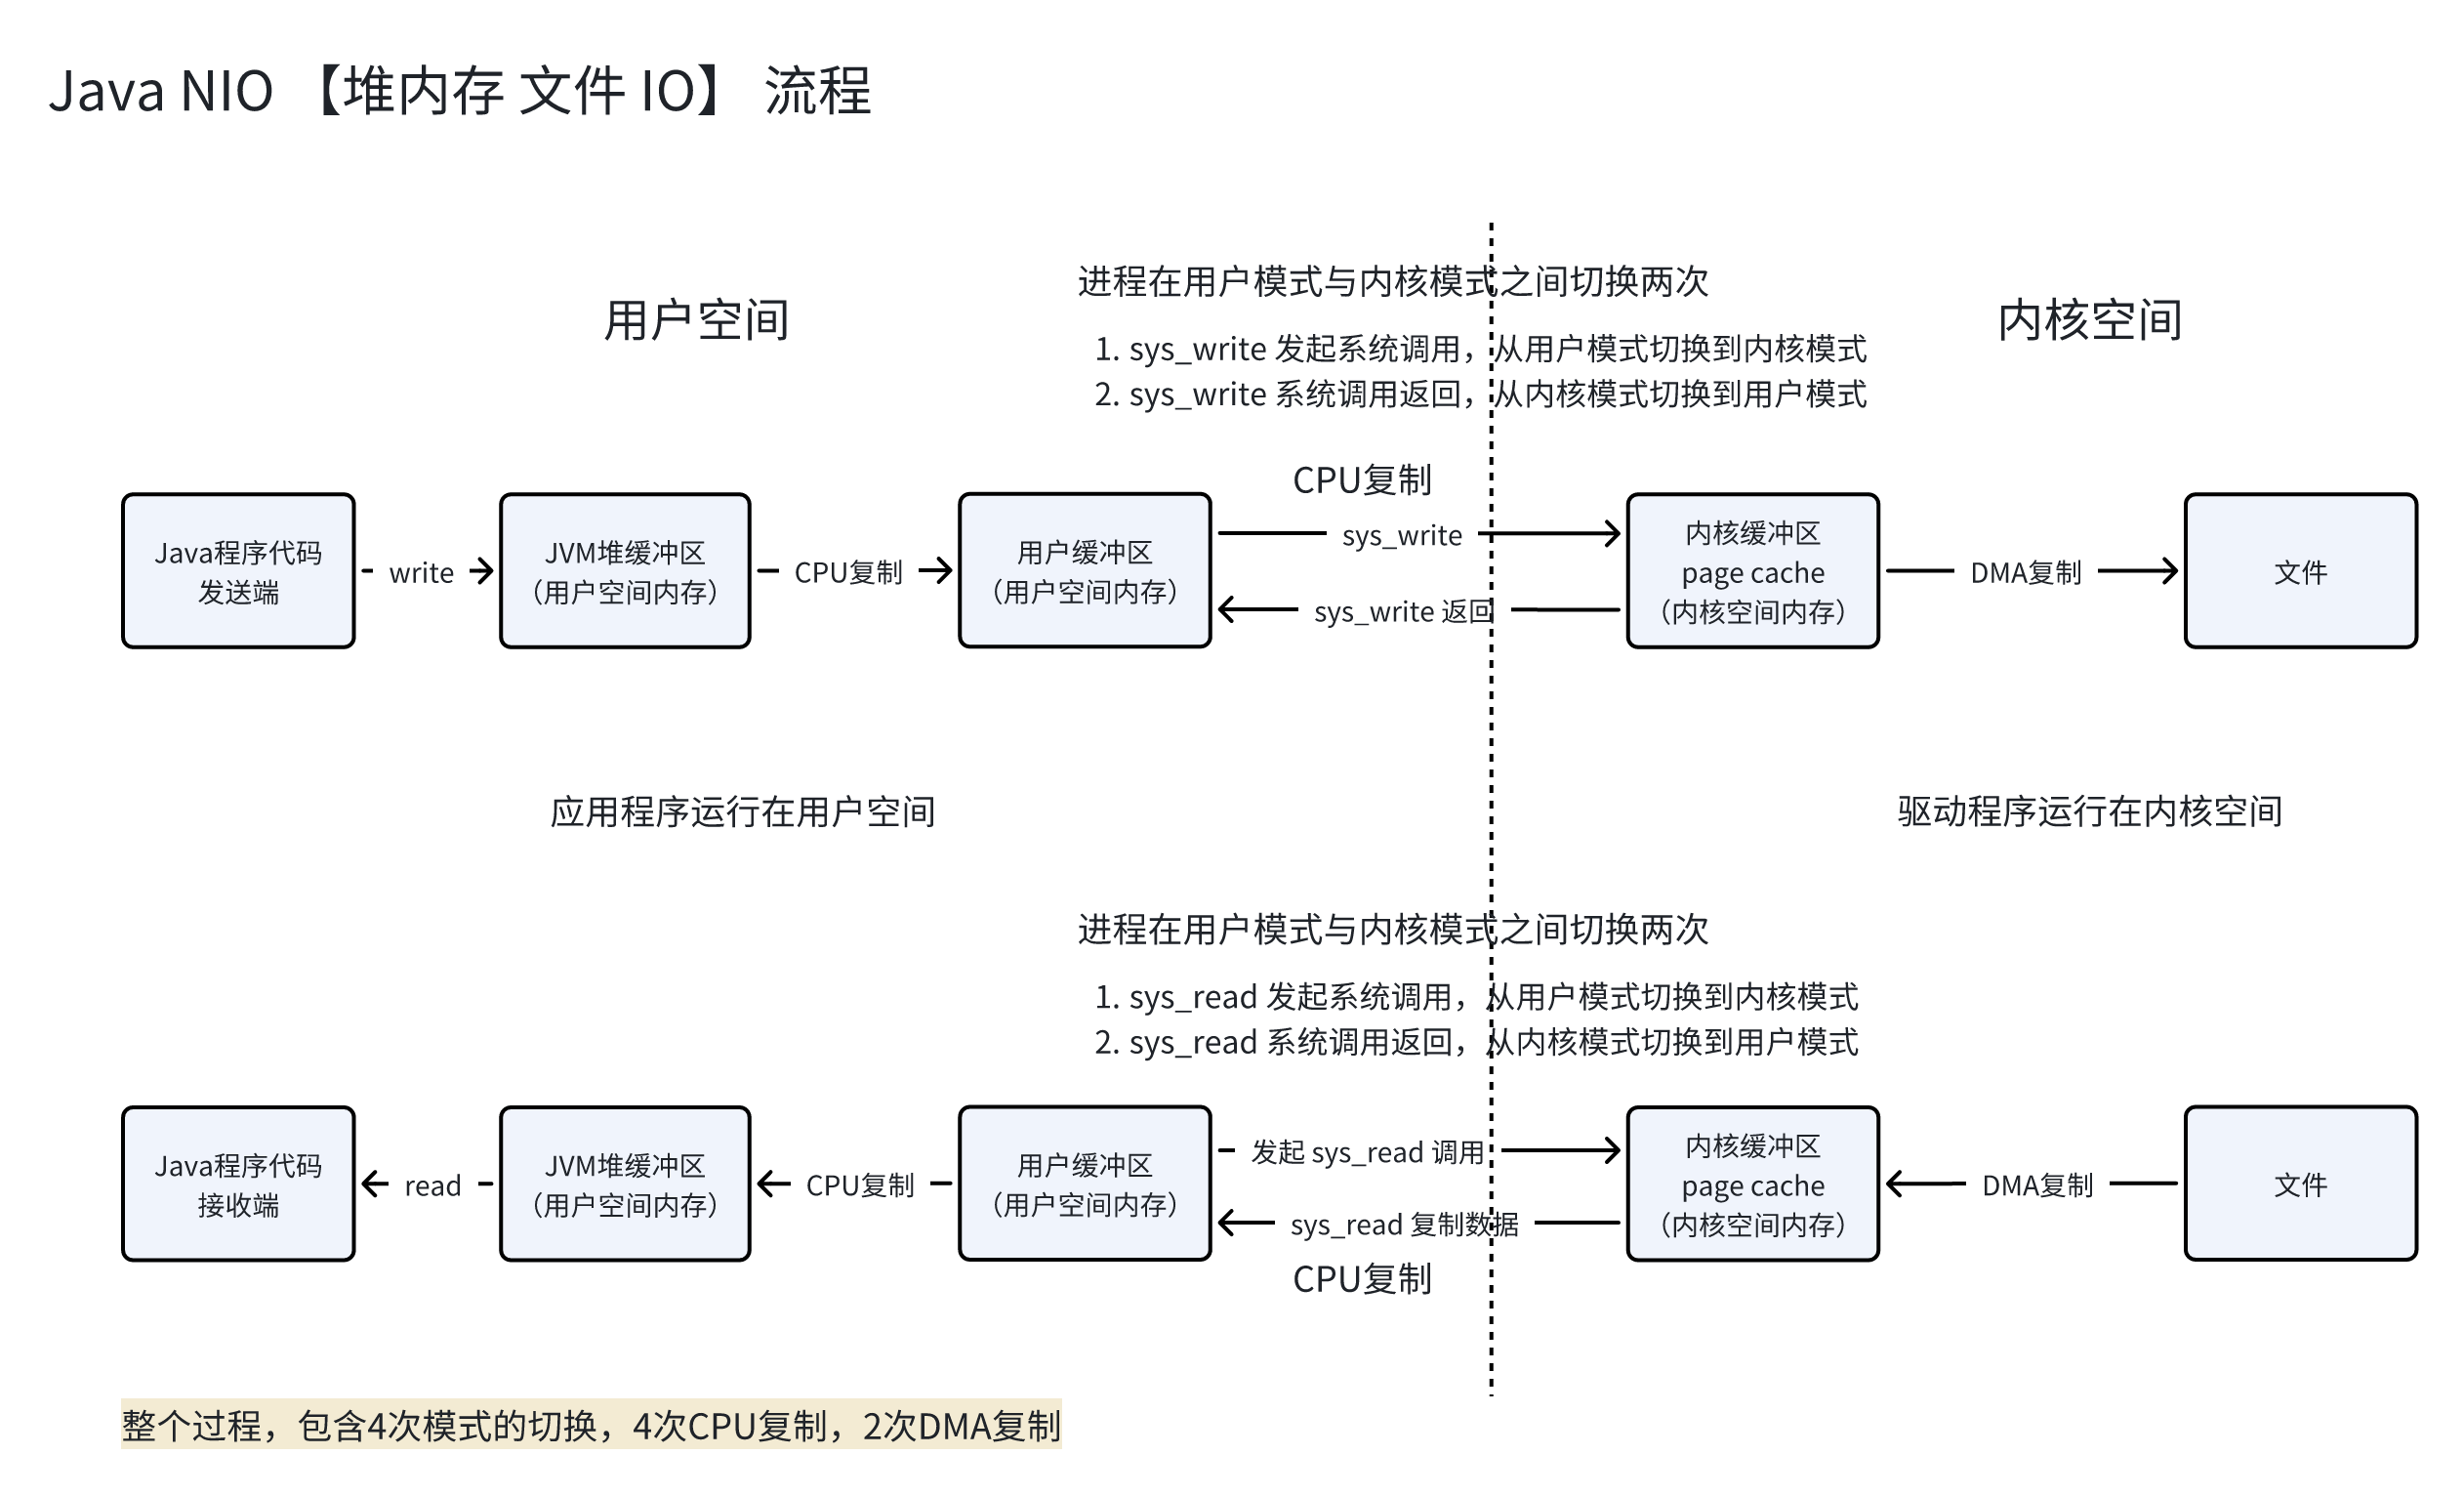 Java NIO 【堆内存 文件 IO】 流程
用户空间
内核空间
进程在用户模式与内核模式之间切换两次
1. sys_write 发起系统调用，从用户模式切换到内核模式
2. sys_write 系统调用返回，从内核模式切换到用户模式
CPU复制
Java程序代码
发送端
write
JVM堆缓冲区
（用户空间内存）
CPU复制
用户缓冲区
（用户空间内存）
sys_write
sys_write 返回
内核缓冲区
page cache
（内核空间内存）
DMA复制
文件
应用程序运行在用户空间
驱动程序运行在内核空间
进程在用户模式与内核模式之间切换两次
1. sys_read 发起系统调用，从用户模式切换到内核模式
2. sys_read 系统调用返回，从内核模式切换到用户模式
Java程序代码
接收端
read
JVM堆缓冲区
（用户空间内存）
CPU复制
用户缓冲区
（用户空间内存）
发起 sys_read 调用
sys_read 复制数据
CPU复制
内核缓冲区
page cache
（内核空间内存）
DMA复制
文件
整个过程，包含4次模式的切换，4次CPU复制，2次DMA复制